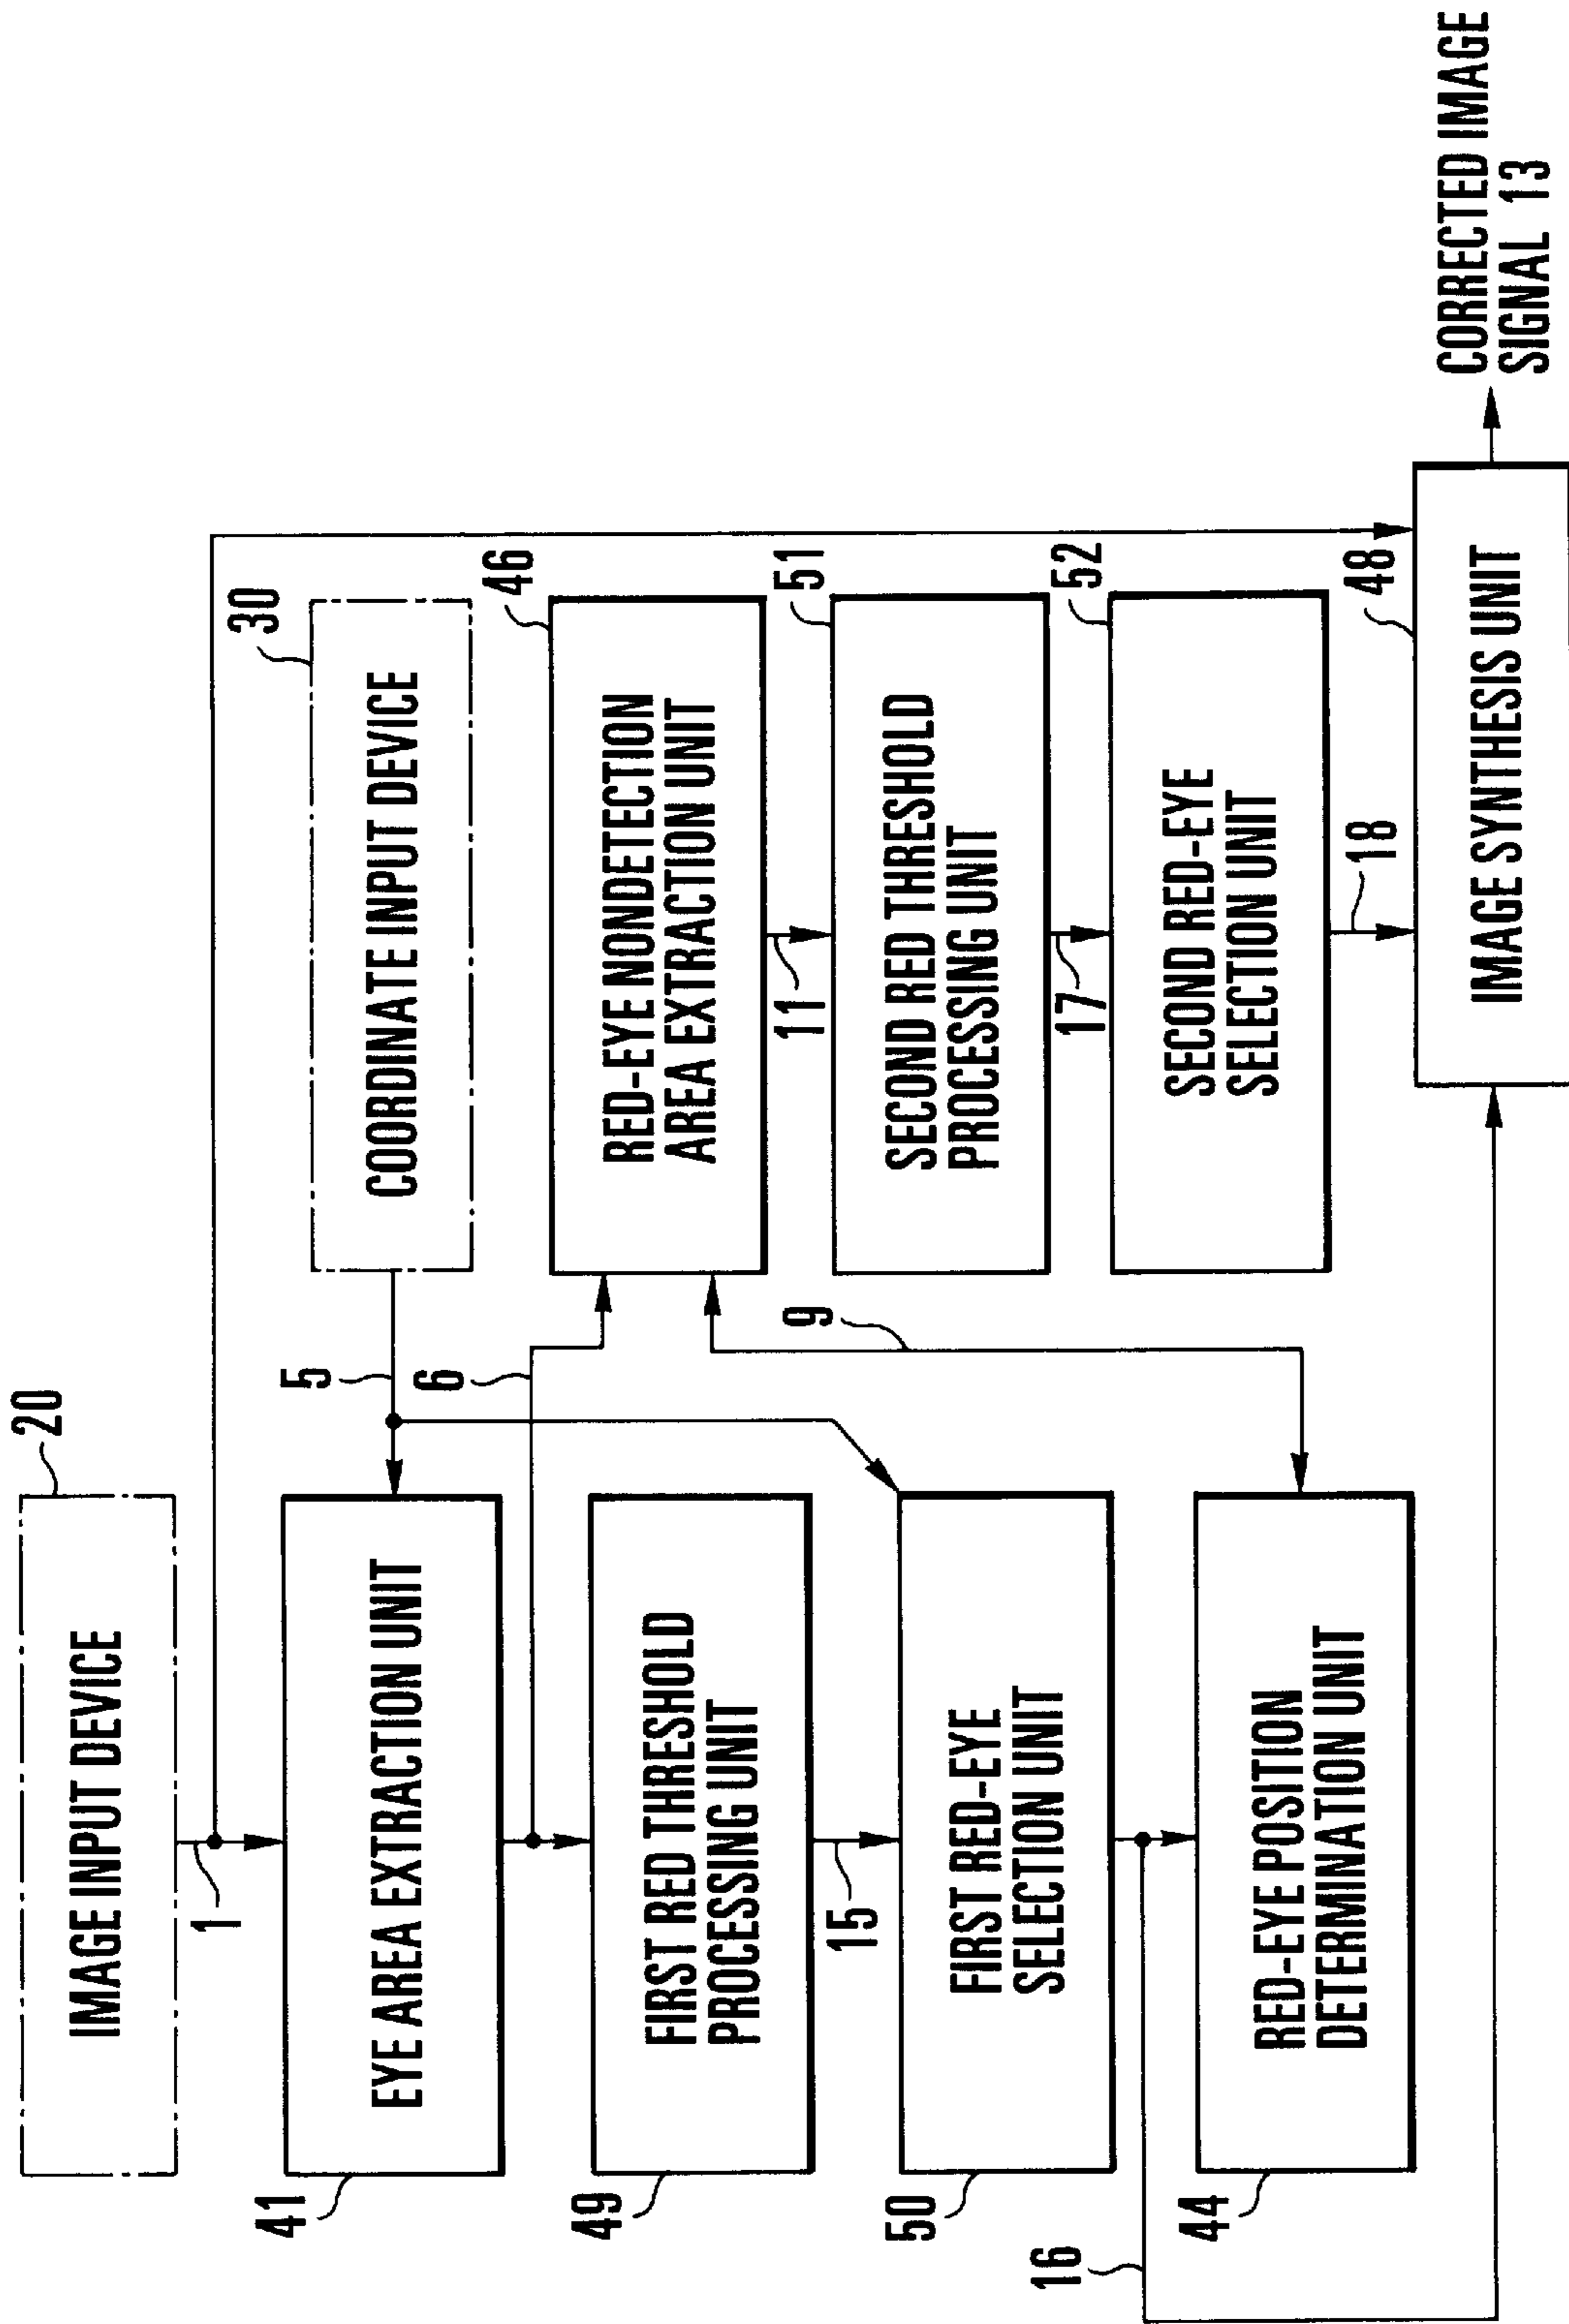 20
IMAGE INPUT DEVICE
1
30
COORDINATE INPUT DEVICE
5
41
EYE AREA EXTRACTION UNIT
6
46
RED-EYE NONDETECTION
AREA EXTRACTION UNIT
49
FIRST RED THRESHOLD
PROCESSING UNIT
11
51
SECOND RED THRESHOLD
PROCESSING UNIT
15
9
17
50
FIRST RED-EYE
SELECTION UNIT
52
SECOND RED-EYE
SELECTION UNIT
16
44
RED-EYE POSITION
DETERMINATION UNIT
18
48
IMAGE SYNTHESIS UNIT
CORRECTED IMAGE
SIGNAL 13